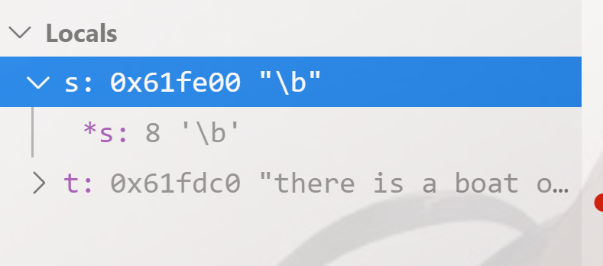 Locals
s: 0x61fe00 "\b"
*s: 8 '\b'
t: 0x61fdc0 "there is a boat o…